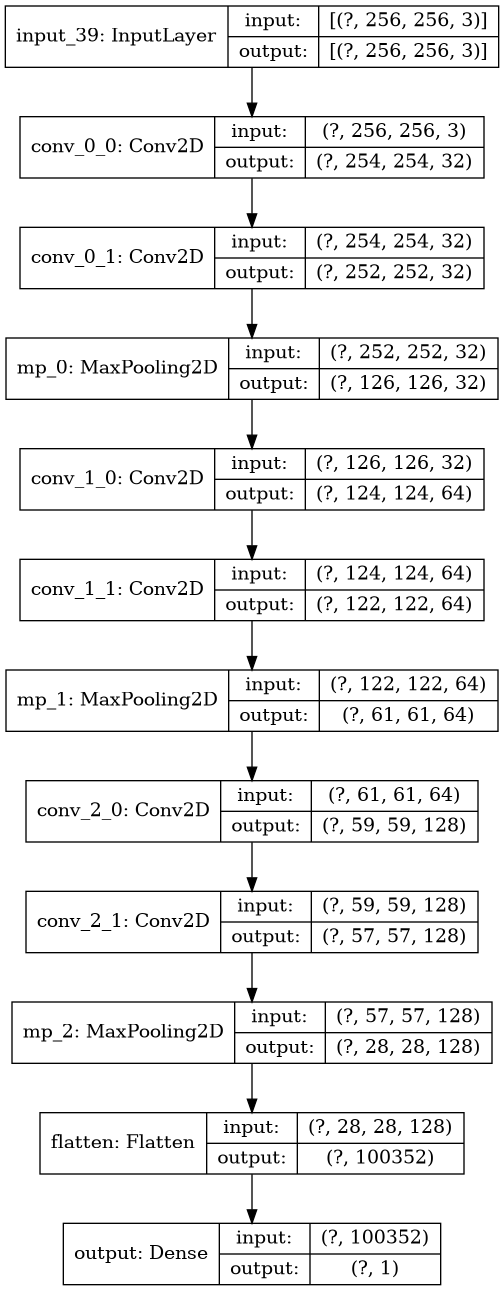 input_39: InputLayer
input: [(?, 256, 256, 3)]
output: [(?, 256, 256, 3)]
conv_0_0: Conv2D
input: (?, 256, 256, 3)
output: (?, 254, 254, 32)
conv_0_1: Conv2D
input: (?, 254, 254, 32)
output: (?, 252, 252, 32)
mp_0: MaxPooling2D
input: (?, 252, 252, 32)
output: (?, 126, 126, 32)
conv_1_0: Conv2D
input: (?, 126, 126, 32)
output: (?, 124, 124, 64)
conv_1_1: Conv2D
input: (?, 124, 124, 64)
output: (?, 122, 122, 64)
mp_1: MaxPooling2D
input: (?, 122, 122, 64)
output: (?, 61, 61, 64)
conv_2_0: Conv2D
input: (?, 61, 61, 64)
output: (?, 59, 59, 128)
conv_2_1: Conv2D
input: (?, 59, 59, 128)
output: (?, 57, 57, 128)
mp_2: MaxPooling2D
input: (?, 57, 57, 128)
output: (?, 28, 28, 128)
flatten: Flatten
input: (?, 28, 28, 128)
output: (?, 100352)
output: Dense
input: (?, 100352)
output: (?, 1)